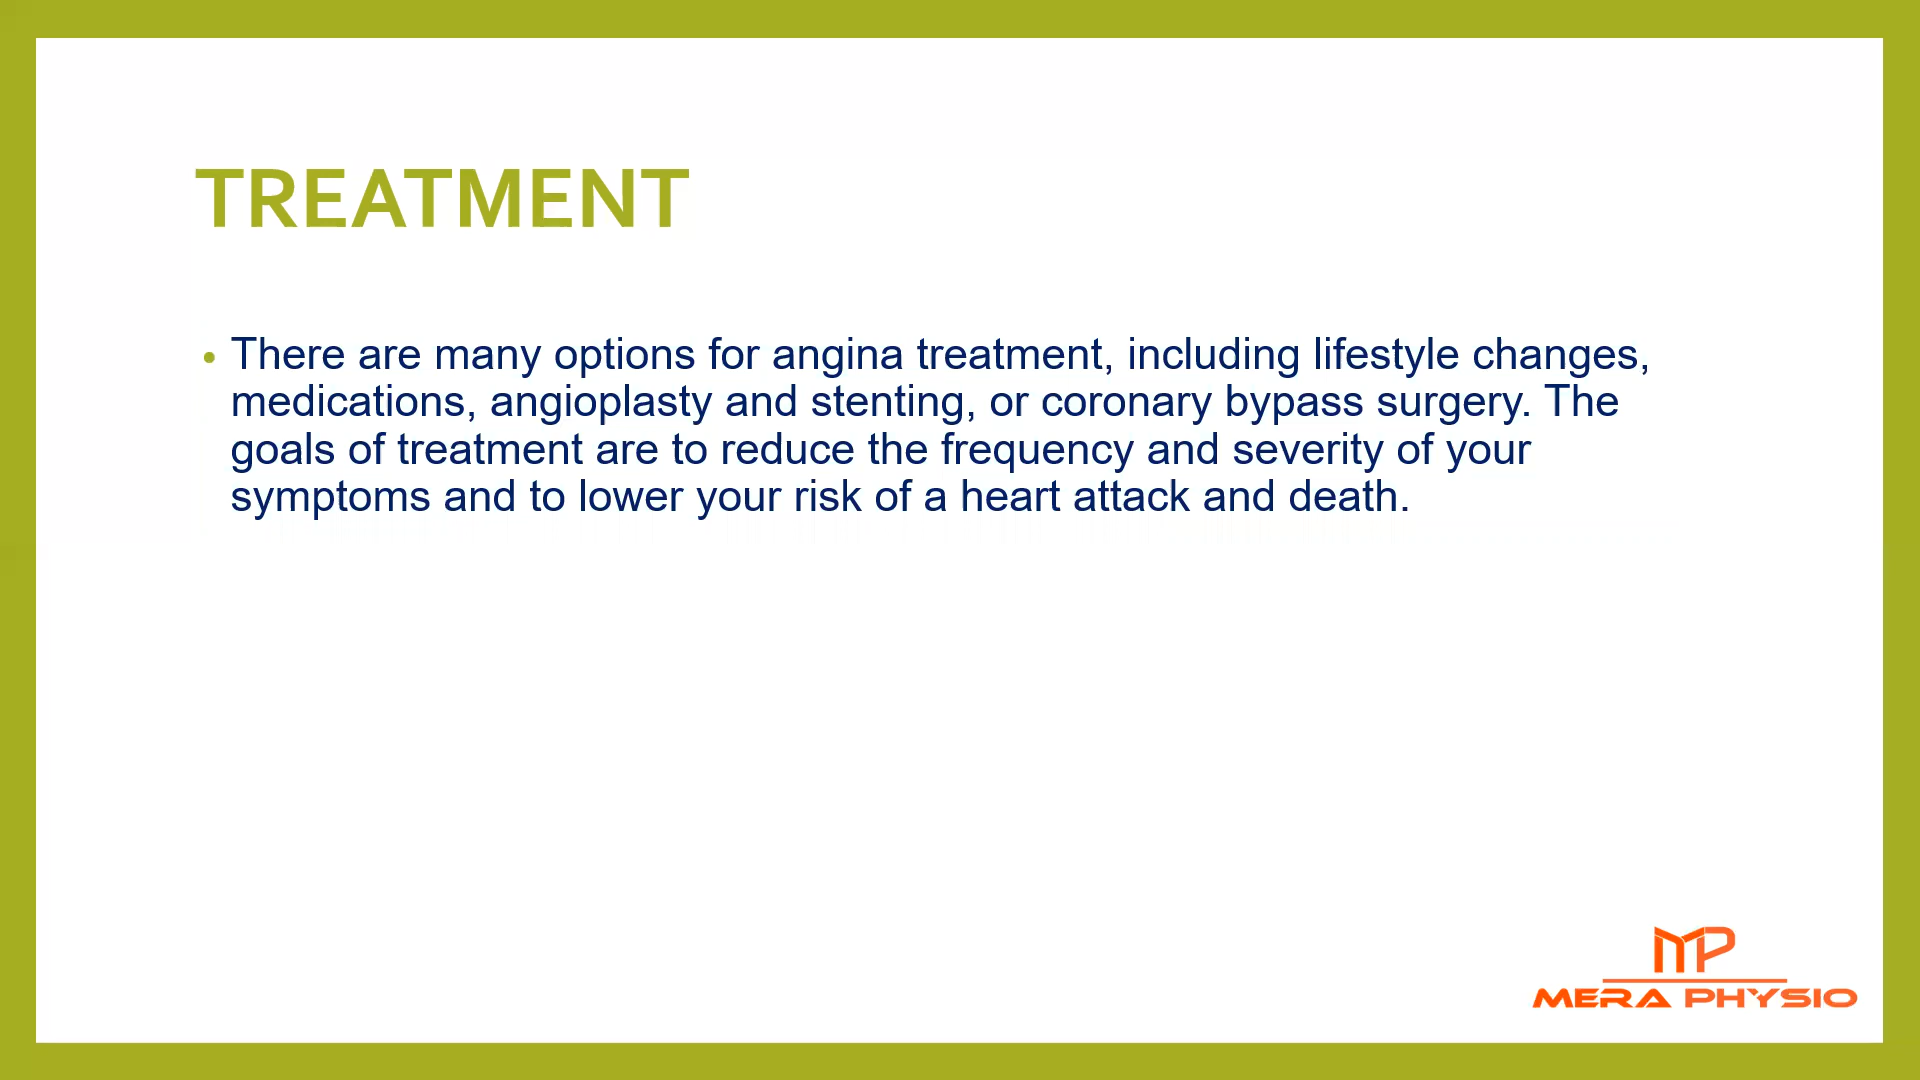 TREATMENT
• There are many options for angina treatment, including lifestyle changes,
medications, angioplasty and stenting, or coronary bypass surgery. The
goals of treatment are to reduce the frequency and severity of your
symptoms and to lower your risk of a heart attack and death.
MP
MERA PHYSIO